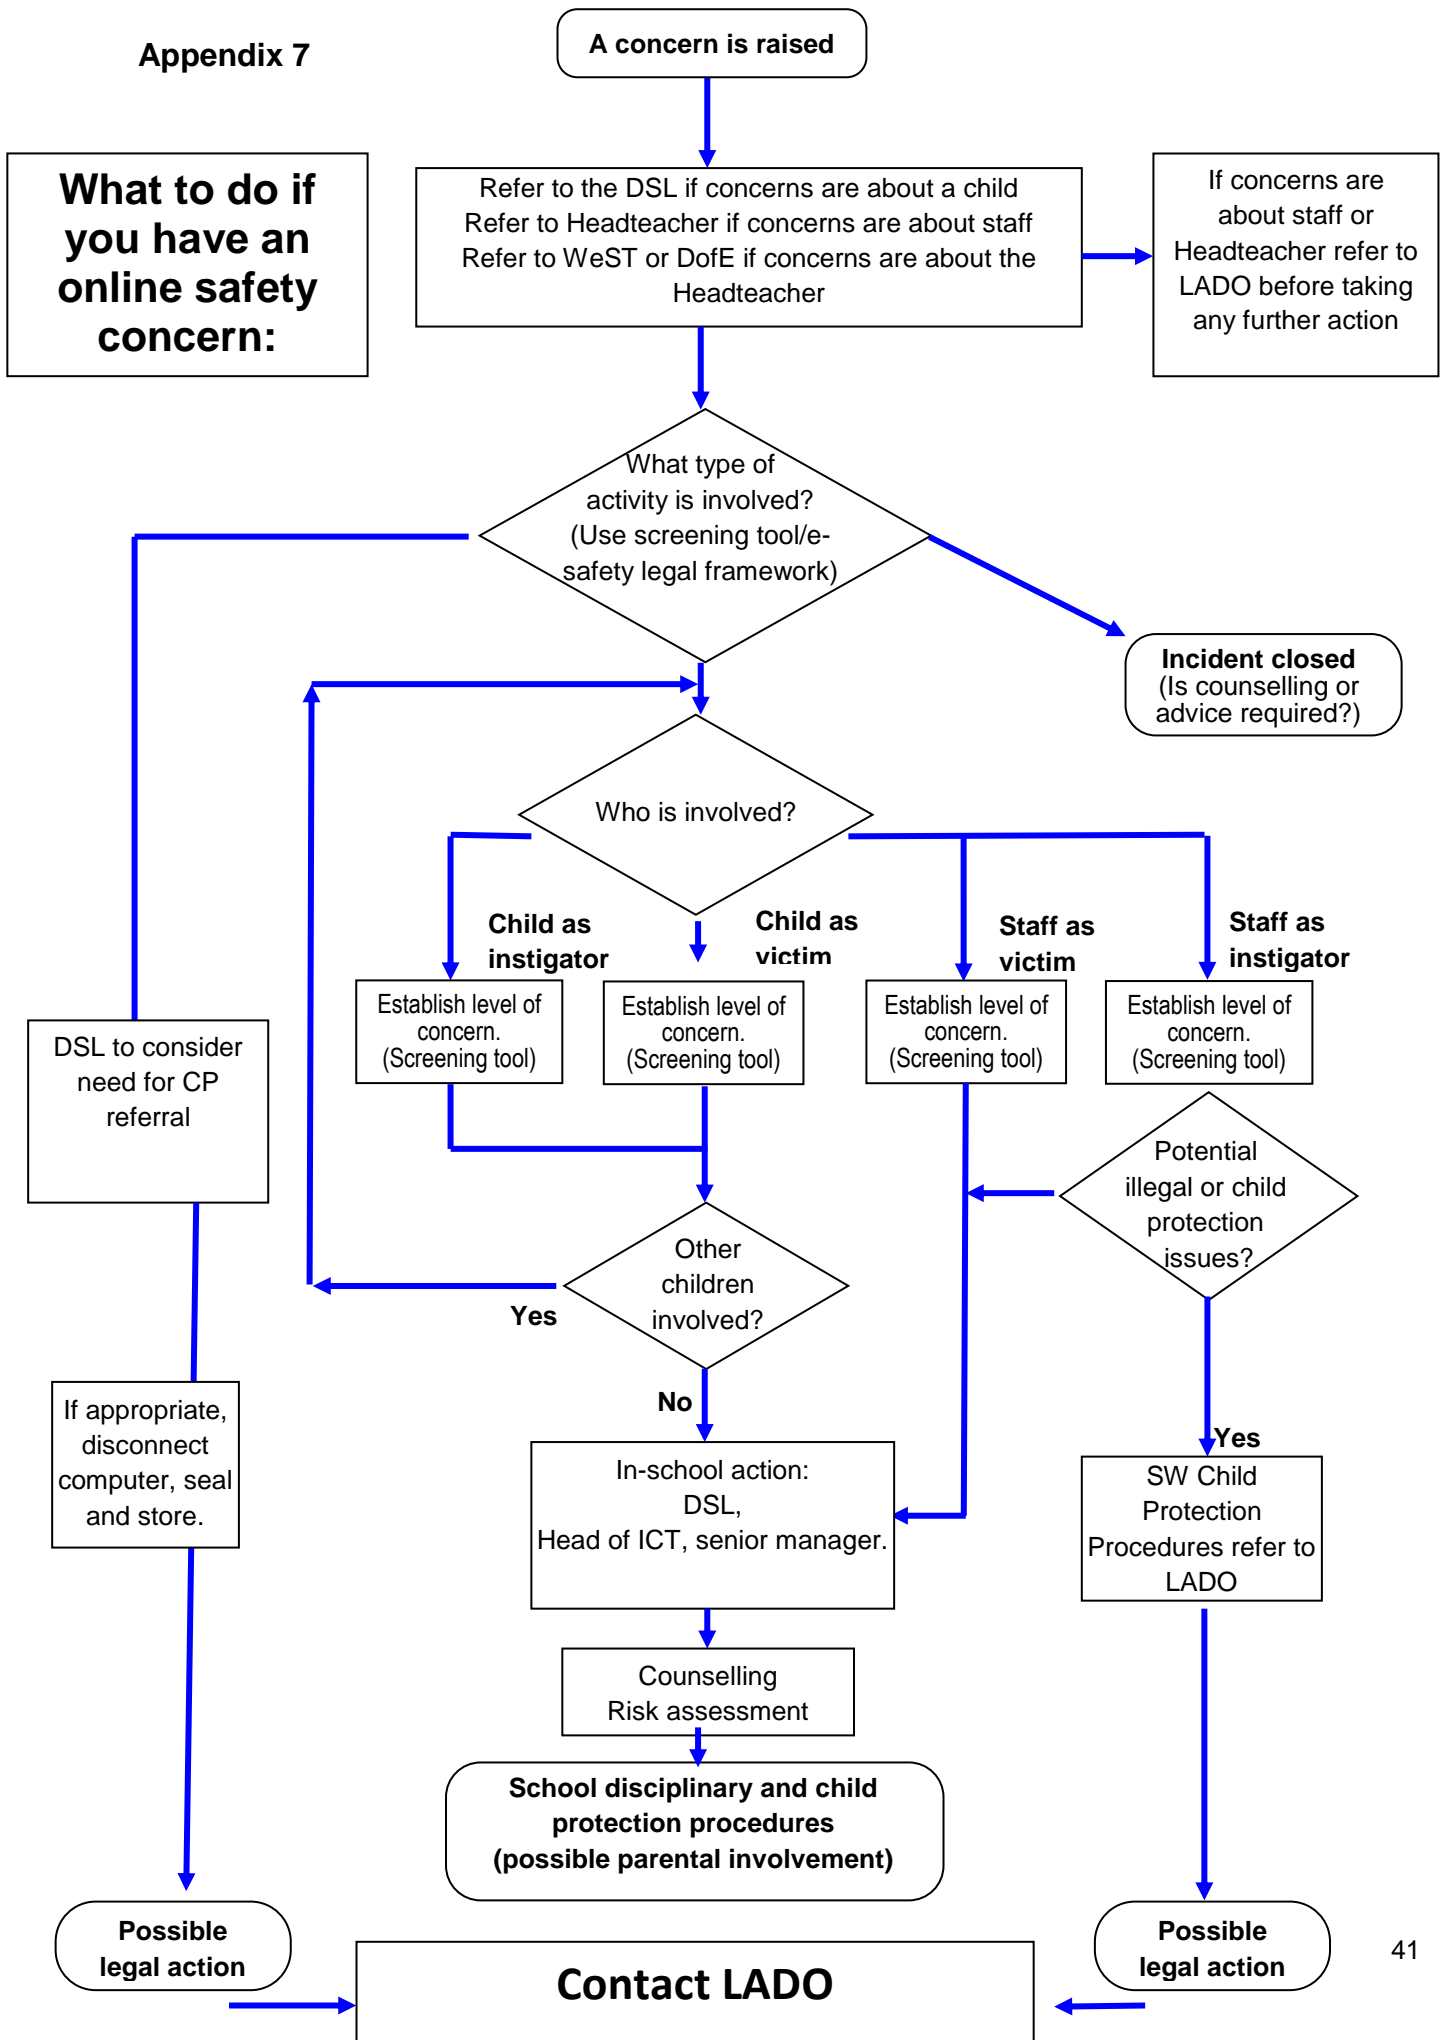 Appendix 7
A concern is raised
What to do if
you have an
online safety
concern:
Refer to the DSL if concerns are about a child
Refer to Headteacher if concerns are about staff
Refer to WeST or DofE if concerns are about the
Headteacher
If concerns are
about staff or
Headteacher refer to
LADO before taking
any further action
What type of
activity is involved?
(Use screening tool/e-
safety legal framework)
Incident closed
(Is counselling or
advice required?)
Who is involved?
Child as
instigator
Child as
victim
Staff as
victim
Staff as
instigator
Establish level of
concern.
(Screening tool)
Establish level of
concern.
(Screening tool)
Establish level of
concern.
(Screening tool)
Establish level of
concern.
(Screening tool)
DSL to consider
need for CP
referral
Potential
illegal or child
protection
issues?
Other
children
involved?
Yes
No
If appropriate,
disconnect
computer, seal
and store.
In-school action:
DSL,
Head of ICT, senior manager.
Yes
SW Child
Protection
Procedures refer to
LADO
Counselling
Risk assessment
School disciplinary and child
protection procedures
(possible parental involvement)
Possible
legal action
Possible
legal action
Contact LADO
41